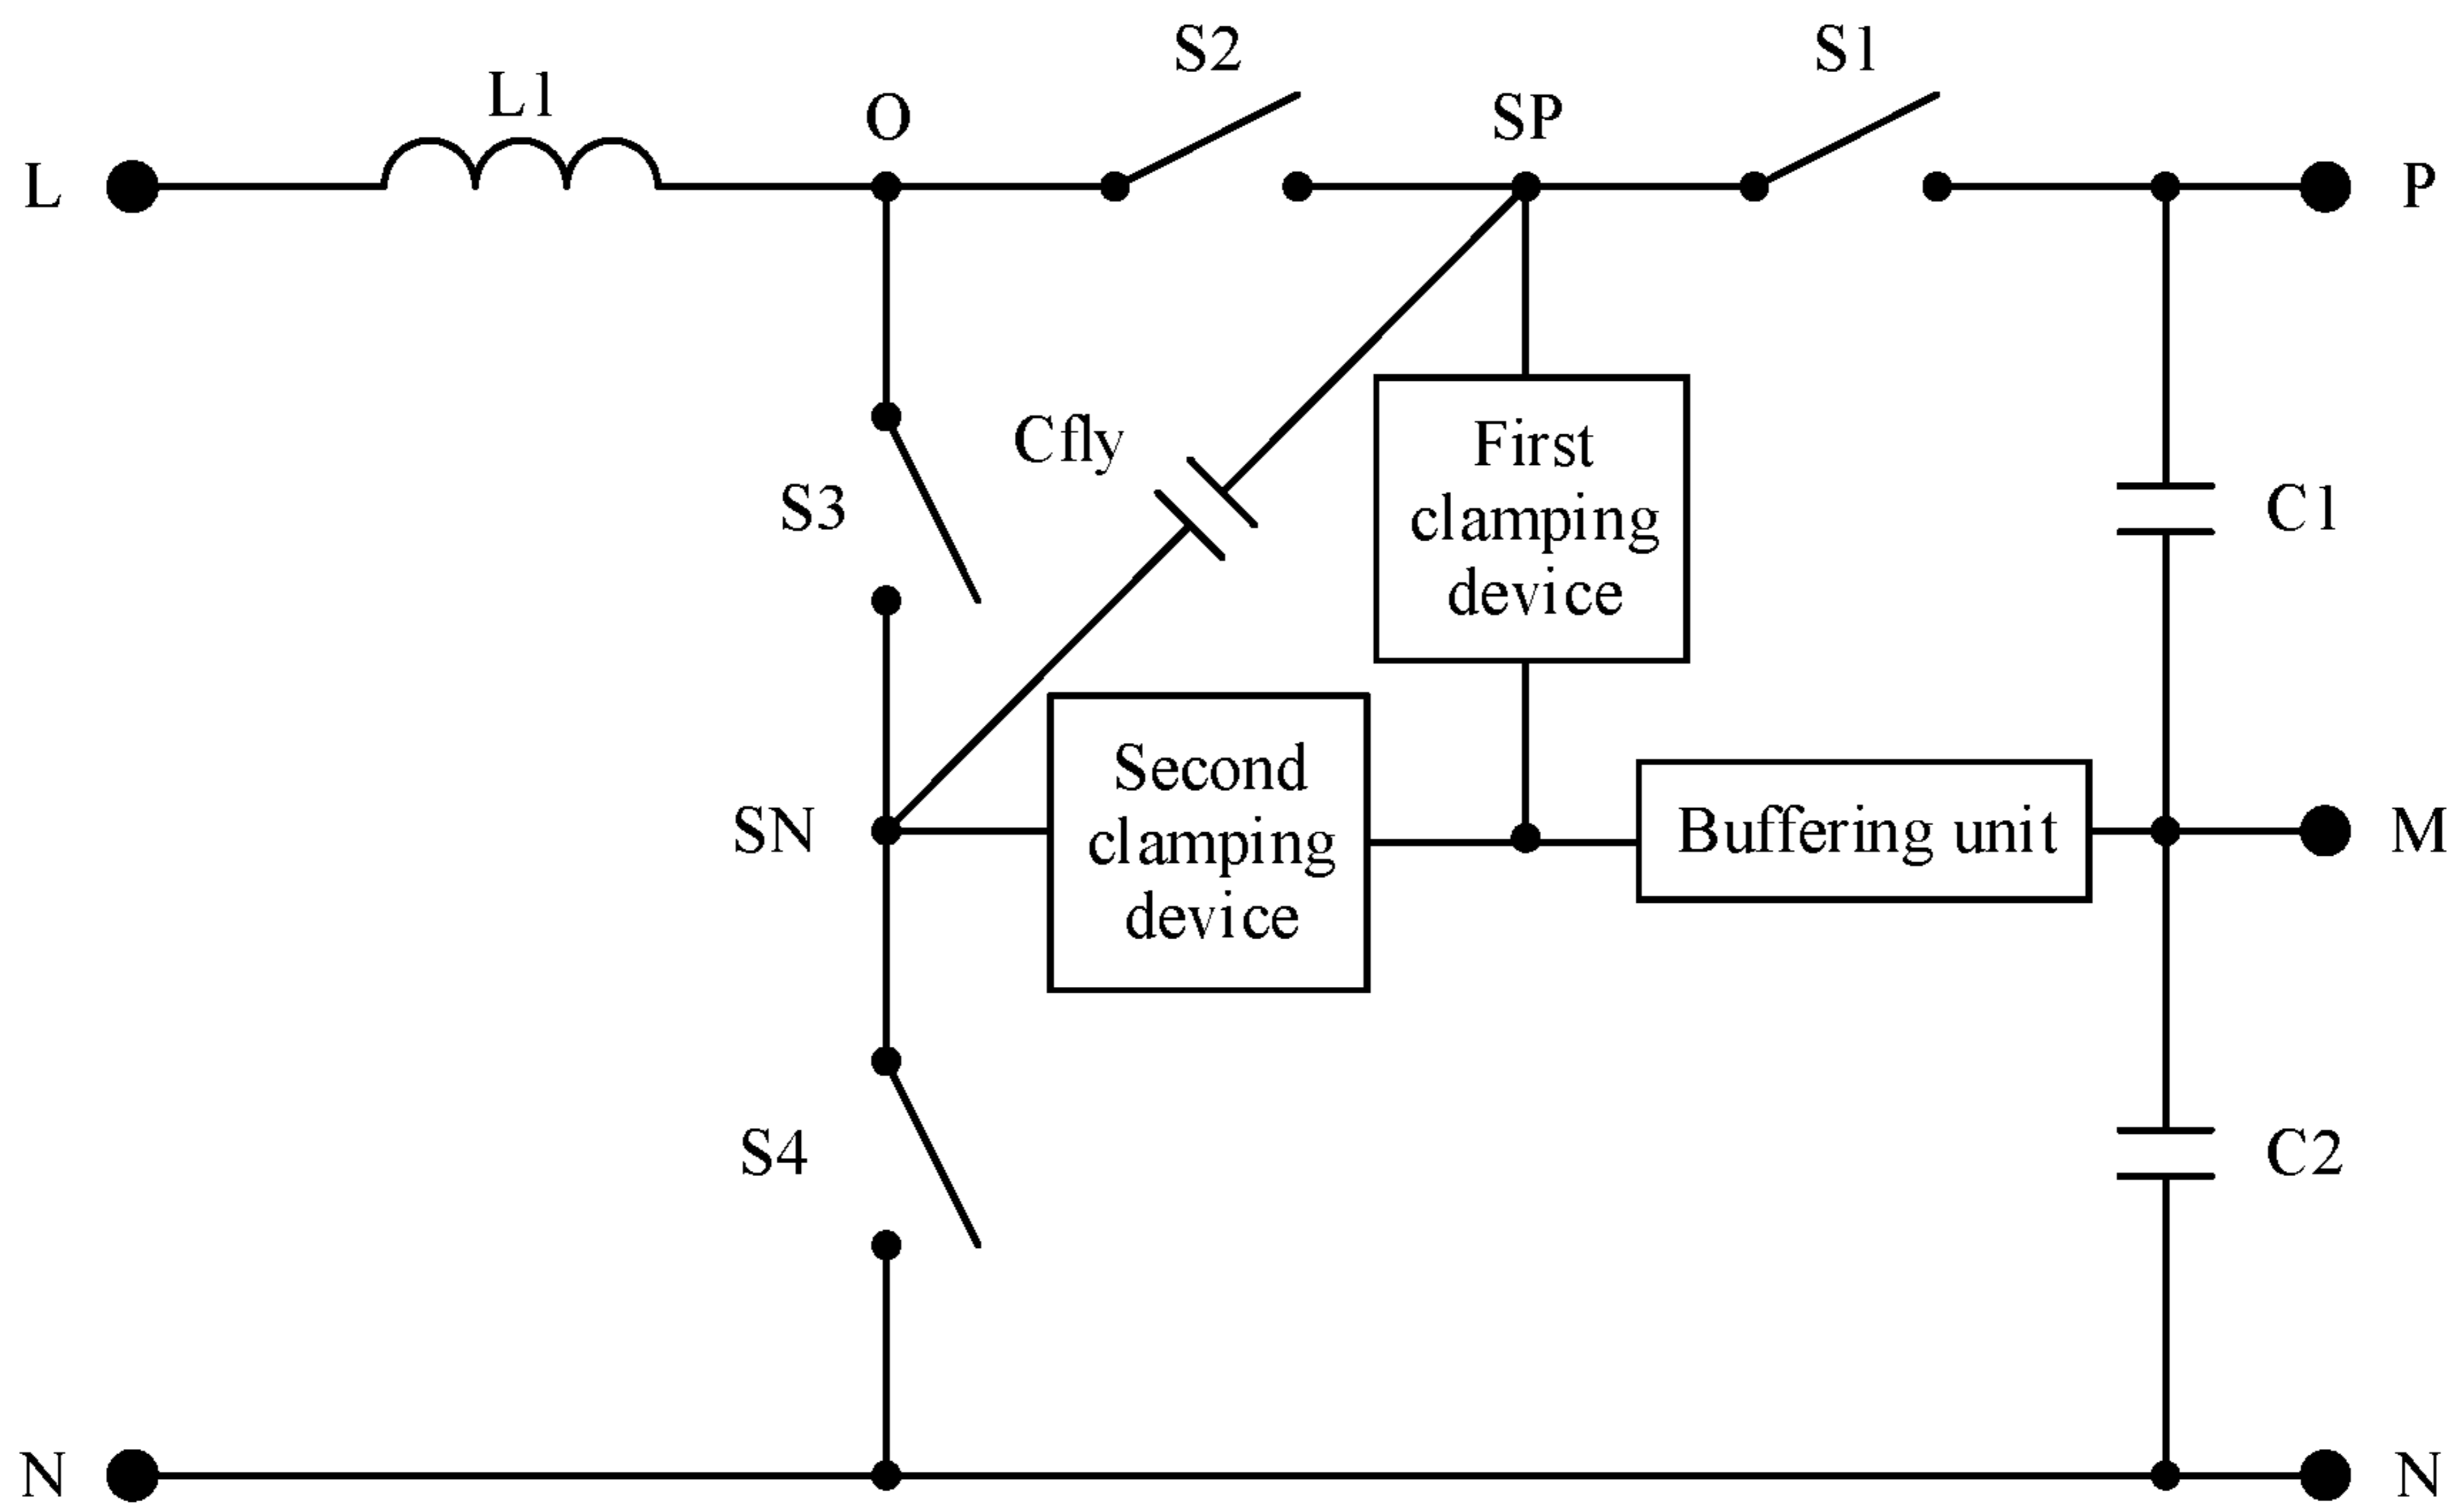 S2
S1
L1
O
SP
L
P
Cfly
First
clamping
device
S3
C1
Second
clamping
device
SN
Buffering unit
M
S4
C2
N
N